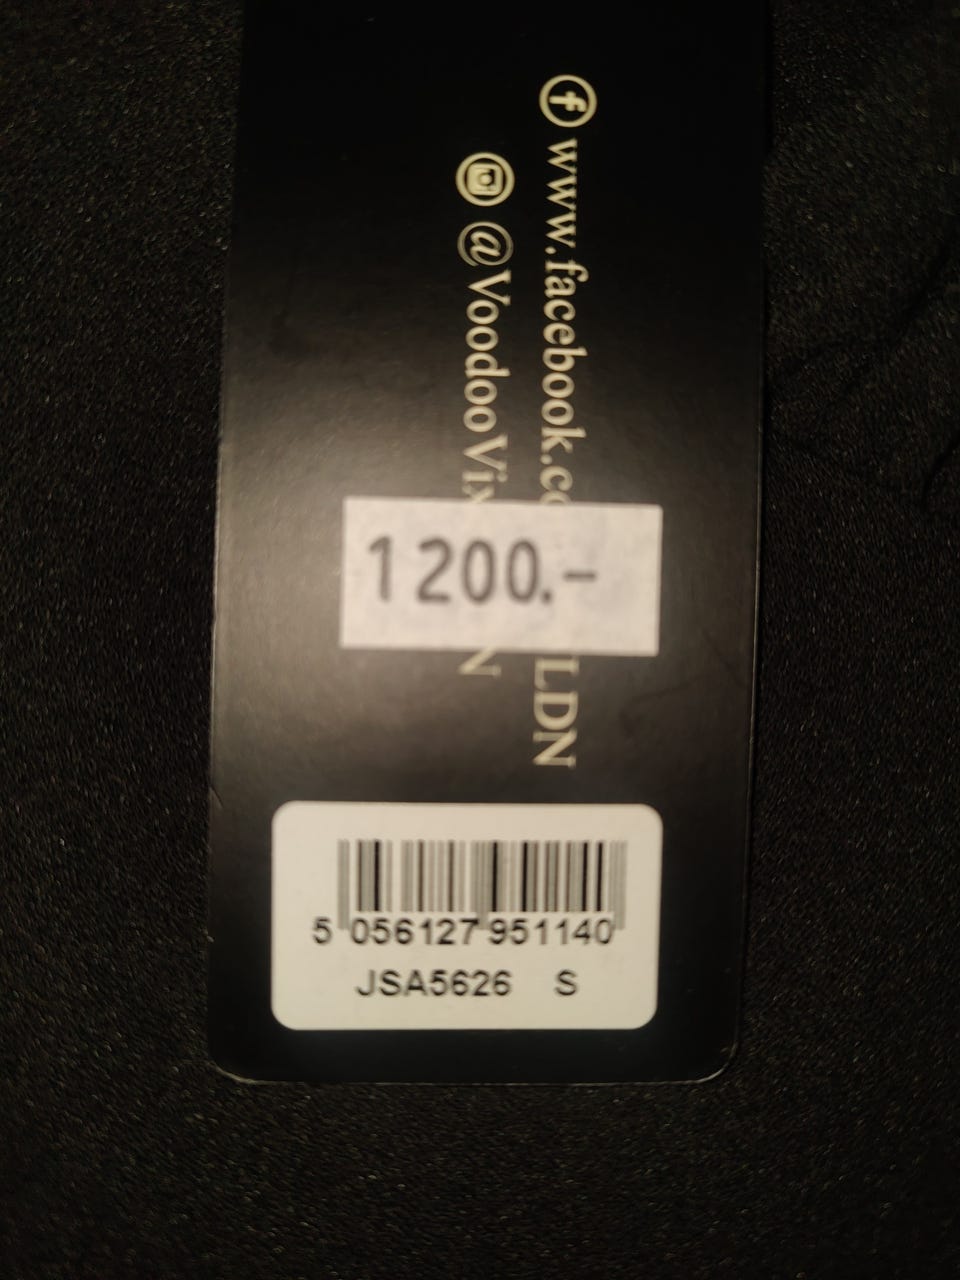 www.facebook.co LDN
@VoodooVix N
1200.-
5 056127 951140
JSA5626 S